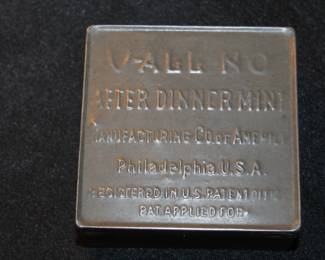 U-ALL-NO
AFTER DINNER MINT
MANUFACTURING CO. OF AMERICA
Philadelphia. U.S.A.
REGISTERED IN U.S. PATENT OFFICE
PAT. APPLIED FOR